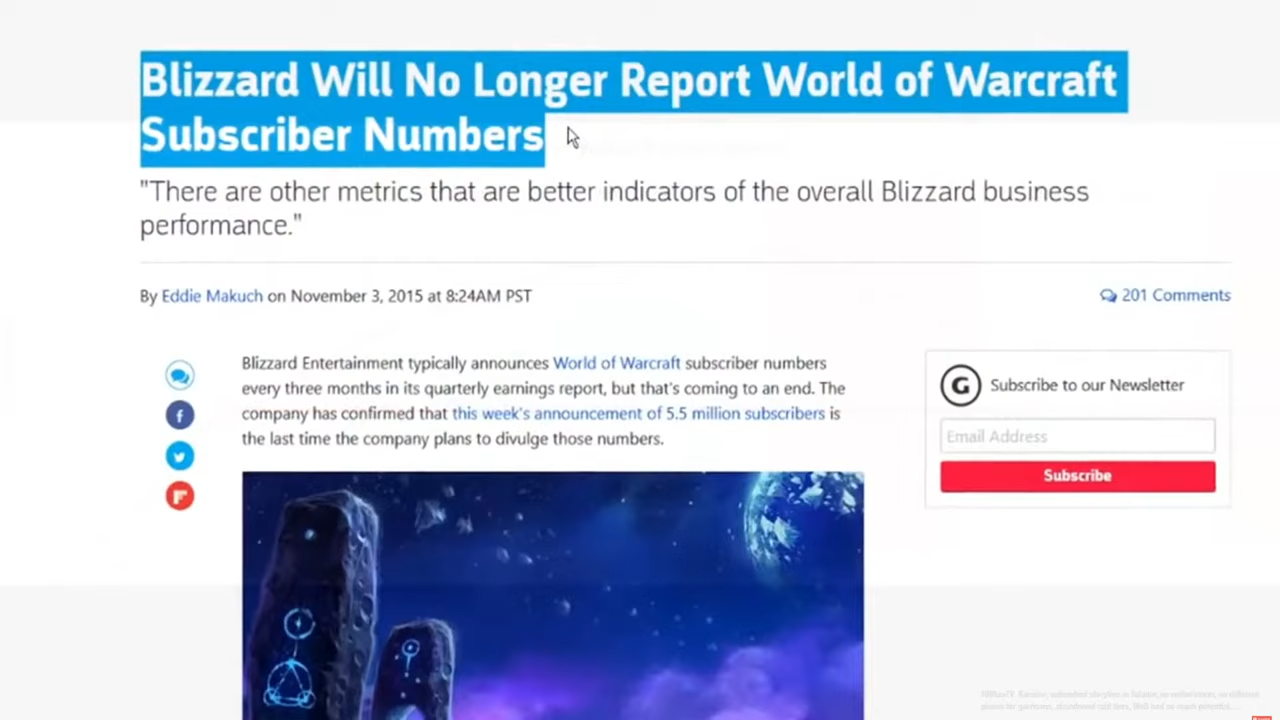 Blizzard Will No Longer Report World of Warcraft
Subscriber Numbers
"There are other metrics that are better indicators of the overall Blizzard business
performance."
By Eddie Makuch on November 3, 2015 at 8:24AM PST
201 Comments
Blizzard Entertainment typically announces World of Warcraft subscriber numbers
every three months in its quarterly earnings report, but that's coming to an end. The
company has confirmed that this week's announcement of 5.5 million subscribers is
the last time the company plans to divulge those numbers.
G Subscribe to our Newsletter
Email Address
Subscribe